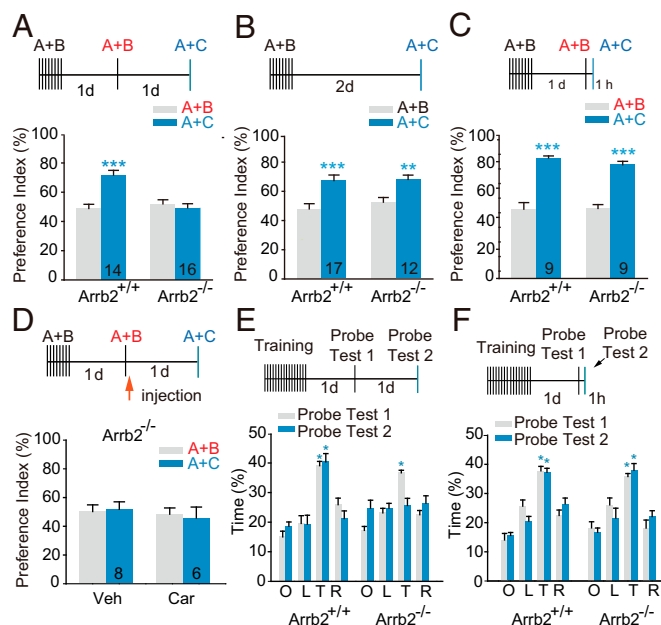 A
A+B A+B A+C
1d 1d
A+B
A+C
Preference Index (%)
100
80
60
40
20
0
***
14 16
Arrb2+/+ Arrb2-/-
B
A+B A+C
2d
A+B
A+C
Preference Index (%)
100
80
60
40
20
0
*** **
17 12
Arrb2+/+ Arrb2-/-
C
A+B A+B A+C
1 d 1 h
A+B
A+C
Preference Index (%)
100
80
60
40
20
0
*** ***
9 9
Arrb2+/+ Arrb2-/-
D
A+B A+B A+C
1d 1d
injection
Arrb2-/-
A+B
A+C
Preference Index (%)
100
80
60
40
20
0
8 6
Veh Car
E
Training Probe Test 1 Probe Test 2
1d 1d
Probe Test 1
Probe Test 2
Time (%)
50
40
30
20
10
0
* * *
O L T R O L T R
Arrb2+/+ Arrb2-/-
F
Training Probe Test 1 Probe Test 2
1d 1h
Probe Test 1
Probe Test 2
Time (%)
50
40
30
20
10
0
* * * *
O L T R O L T R
Arrb2+/+ Arrb2-/-